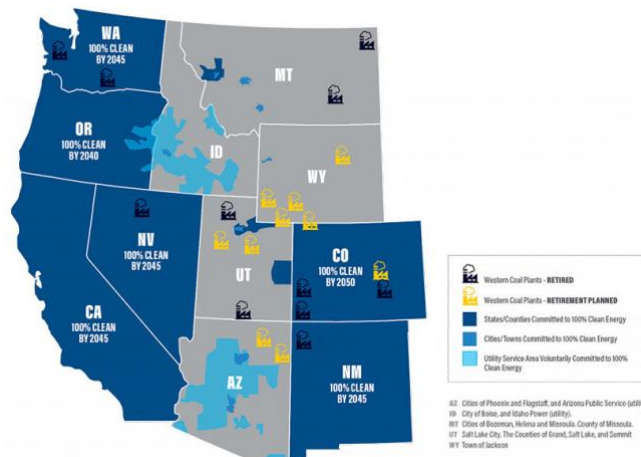 WA
100% CLEAN
BY 2045
MT
OR
100% CLEAN
BY 2040
ID
WY
NV
100% CLEAN
BY 2045
UT
CO
100% CLEAN
BY 2050
CA
100% CLEAN
BY 2045
AZ
NM
100% CLEAN
BY 2045
Western Coal Plants - RETIRED
Western Coal Plants - RETIREMENT PLANNED
States/Counties Committed to 100% Clean Energy
Cities/Towns Committed to 100% Clean Energy
Utility Service Area Voluntarily Committed to 100%
Clean Energy
AZ Cities of Phoenix and Flagstaff, and Arizona Public Service (utili
ID City of Boise, and Idaho Power (utility).
MT Cities of Bozeman, Helena and Missoula, County of Missoula.
UT Salt Lake City, The Counties of Grand, Salt Lake, and Summit
WY Town of Jackson